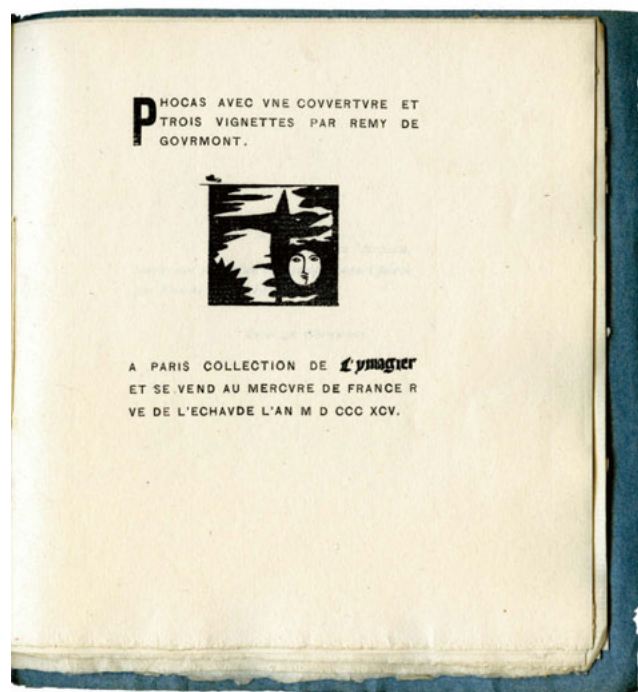 PHOCAS AVEC VNE COVVERTVRE ET
TROIS VIGNETTES PAR REMY DE
GOVRMONT.
A PARIS COLLECTION DE L'ymagier
ET SE VEND AU MERCVRE DE FRANCE R
VE DE L'ECHAVDE L'AN M D CCC XCV.